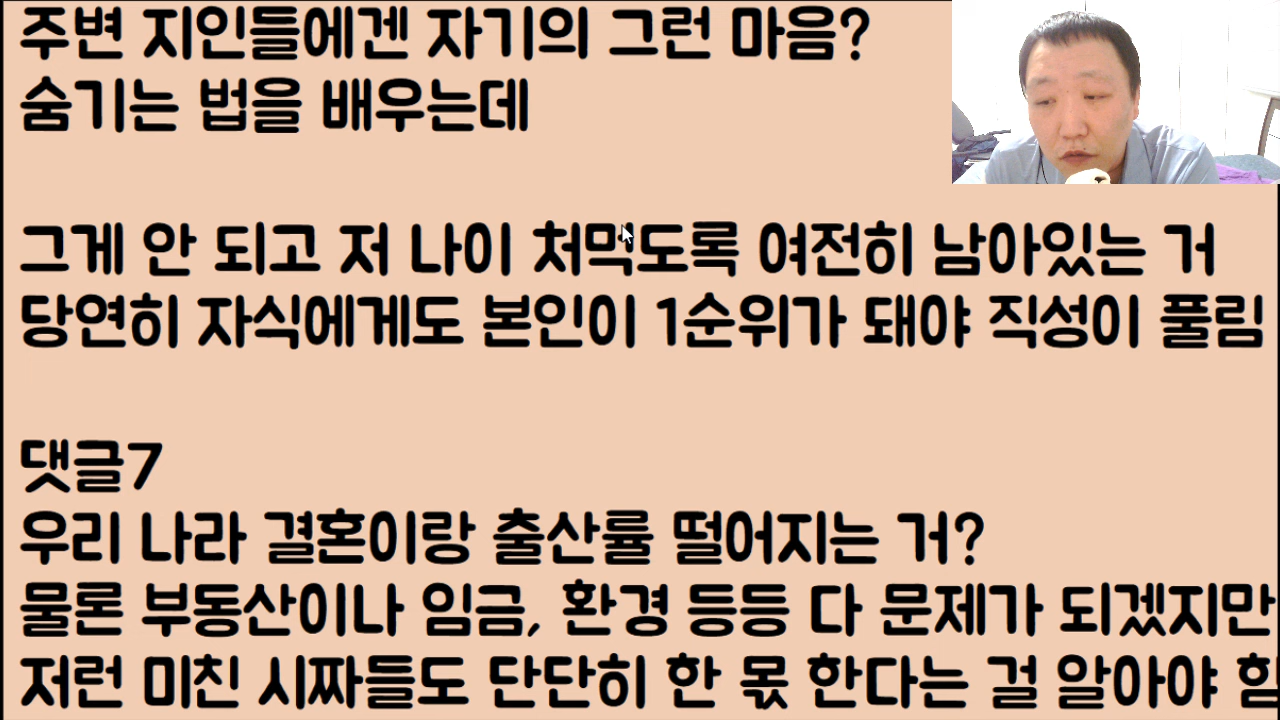 주변 지인들에겐 자기의 그런 마음?
숨기는 법을 배우는데
그게 안 되고 저 나이 처먹도록 여전히 남아있는 거
당연히 자식에게도 본인이 1순위가 돼야 직성이 풀림
댓글7
우리 나라 결혼이랑 출산률 떨어지는 거?
물론 부동산이나 임금, 환경 등등 다 문제가 되겠지만
저런 미친 시짜들도 단단히 한 몫 한다는 걸 알아야 함